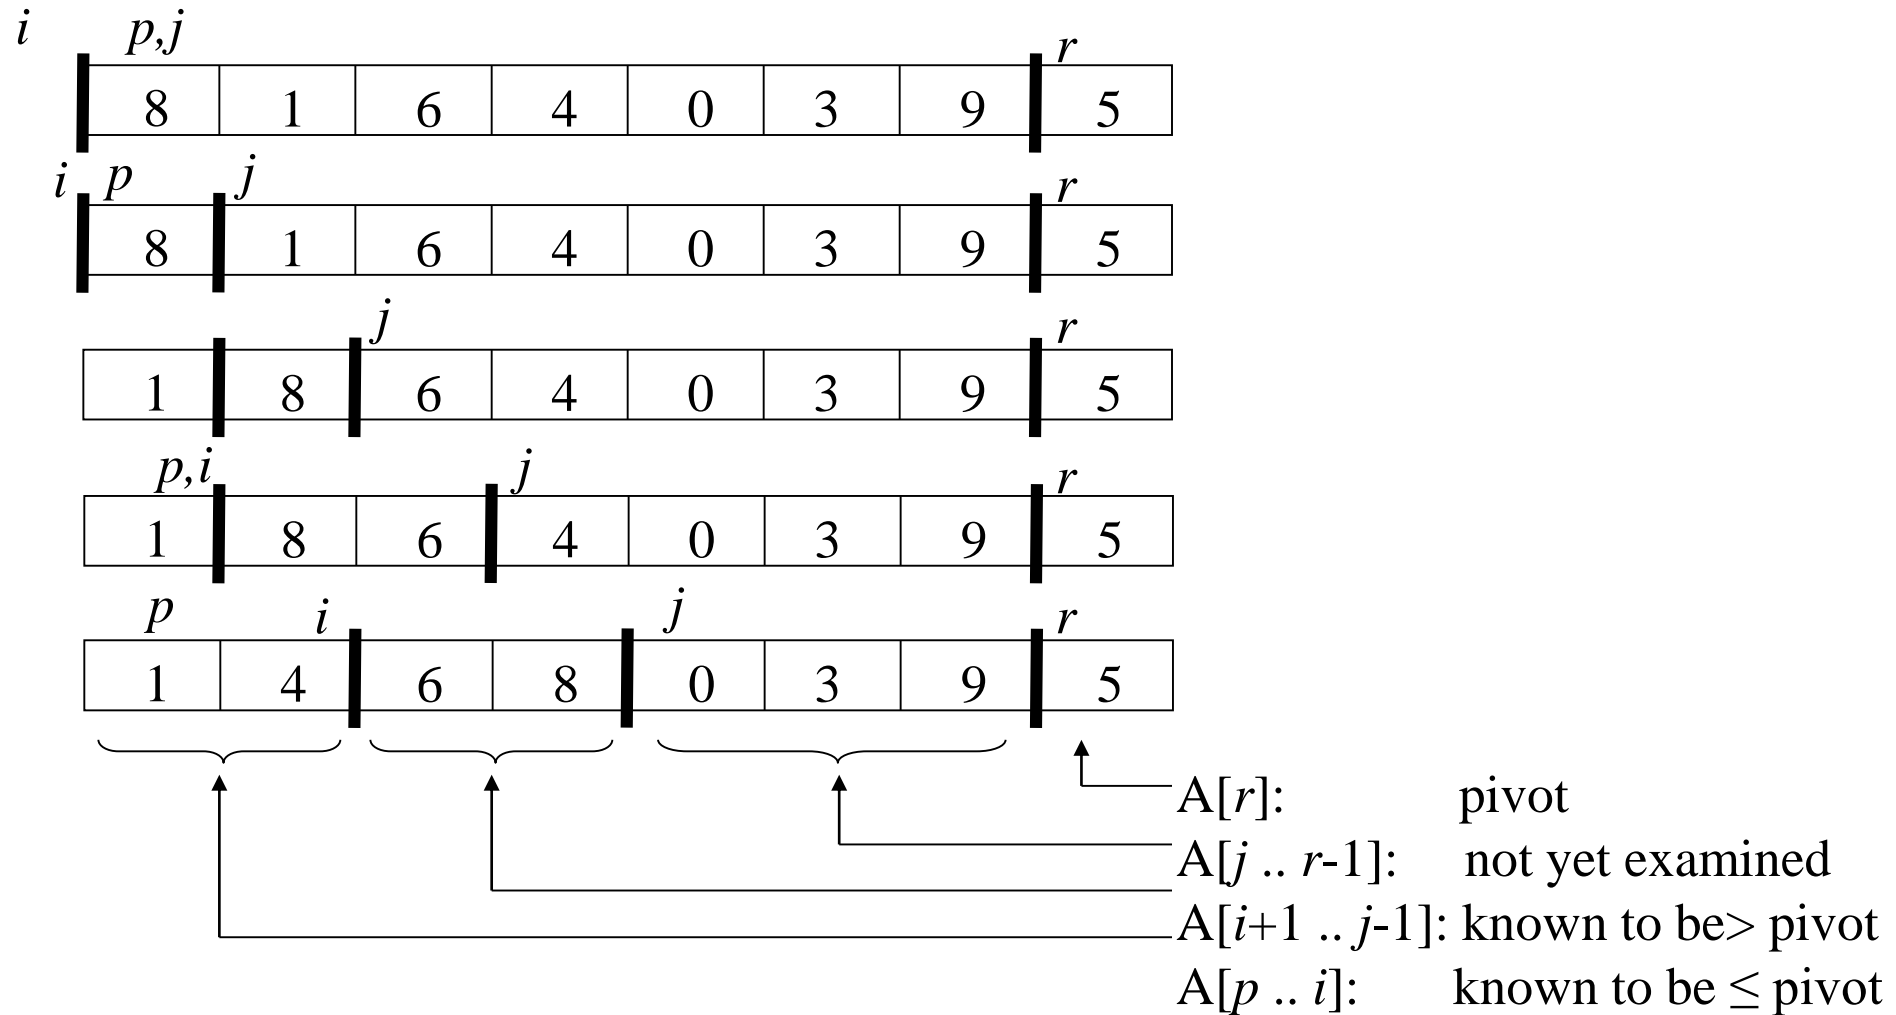 i p,j r
8 1 6 4 0 3 9 5
i p j r
8 1 6 4 0 3 9 5
j r
1 8 6 4 0 3 9 5
p,i j r
1 8 6 4 0 3 9 5
p i j r
1 4 6 8 0 3 9 5
A[r]: pivot
A[j .. r-1]: not yet examined
A[i+1 .. j-1]: known to be> pivot
A[p .. i]: known to be ≤ pivot